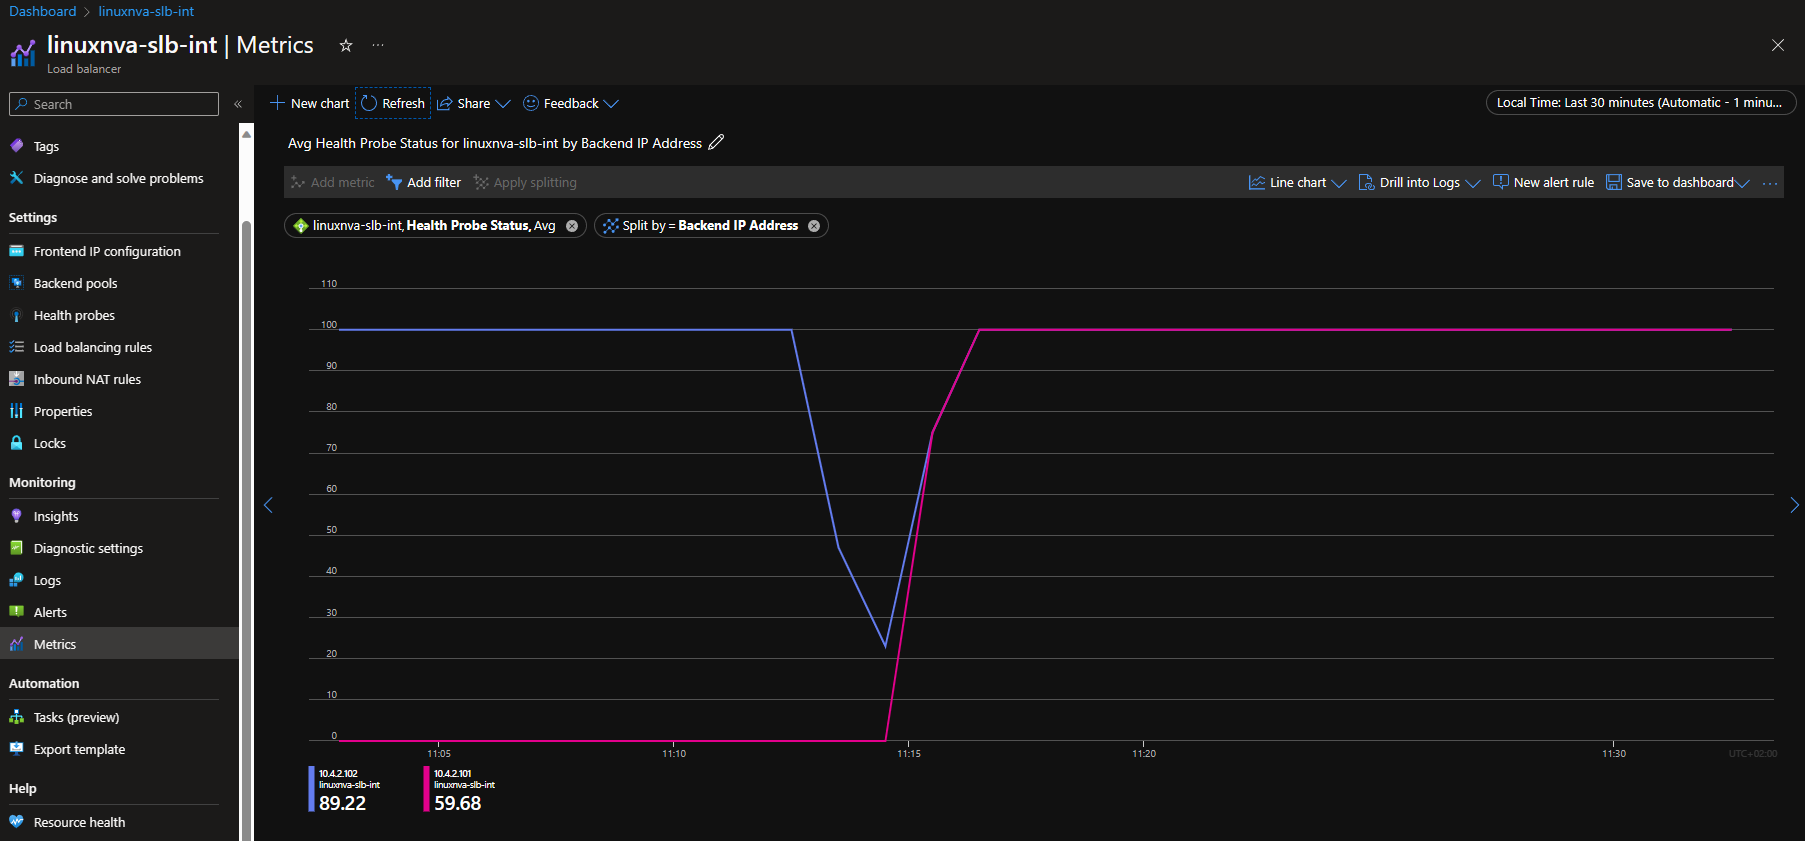 Dashboard > linuxnva-slb-int
linuxnva-slb-int | Metrics
Load balancer
Search
Tags
Diagnose and solve problems
Settings
Frontend IP configuration
Backend pools
Health probes
Load balancing rules
Inbound NAT rules
Properties
Locks
Monitoring
Insights
Diagnostic settings
Logs
Alerts
Metrics
Automation
Tasks (preview)
Export template
Help
Resource health
New chart Refresh Share Feedback
Local Time: Last 30 minutes (Automatic - 1 minu...
Avg Health Probe Status for linuxnva-slb-int by Backend IP Address
Add metric Add filter Apply splitting Line chart Drill into Logs New alert rule Save to dashboard ...
linuxnva-slb-int, Health Probe Status, Avg Split by = Backend IP Address
110
100
90
80
70
60
50
40
30
20
10
0
11:05 11:10 11:15 11:20 11:30 UTC+02:00
10.4.2.102
linuxnva-slb-int
89.22
10.4.2.101
linuxnva-slb-int
59.68